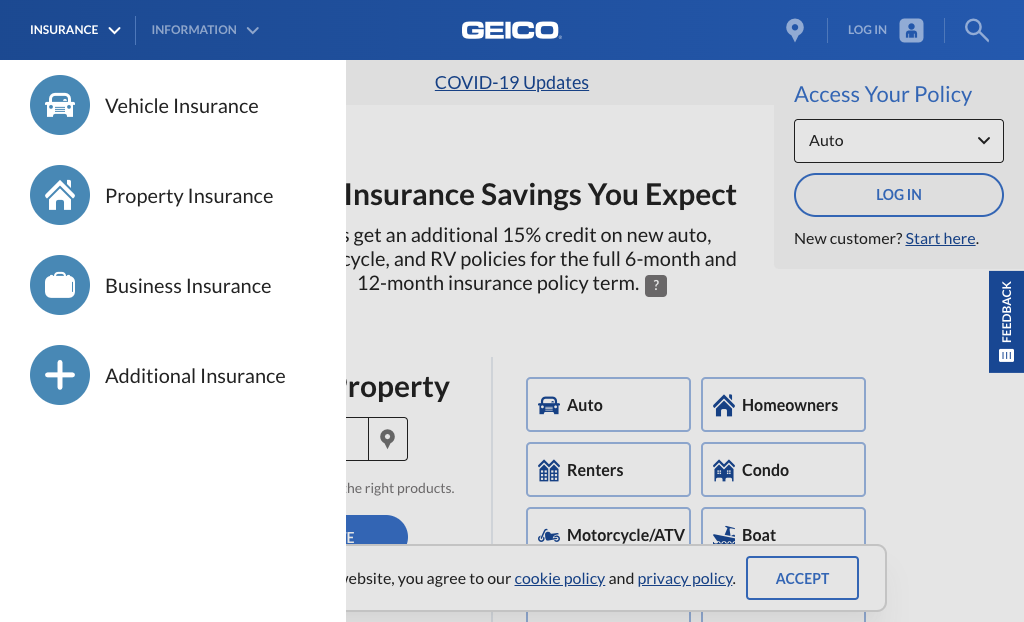 INSURANCE
INFORMATION
GEICO
LOG IN
Vehicle Insurance
Property Insurance
Business Insurance
Additional Insurance
COVID-19 Updates
Access Your Policy
Auto
LOG IN
New customer? Start here.
FEEDBACK
Insurance Savings You Expect
get an additional 15% credit on new auto,
and RV policies for the full 6-month and
12-month insurance policy term. ?
Property
the right products.
Auto
Homeowners
Renters
Condo
Motorcycle/ATV
Boat
website, you agree to our cookie policy and privacy policy.
ACCEPT